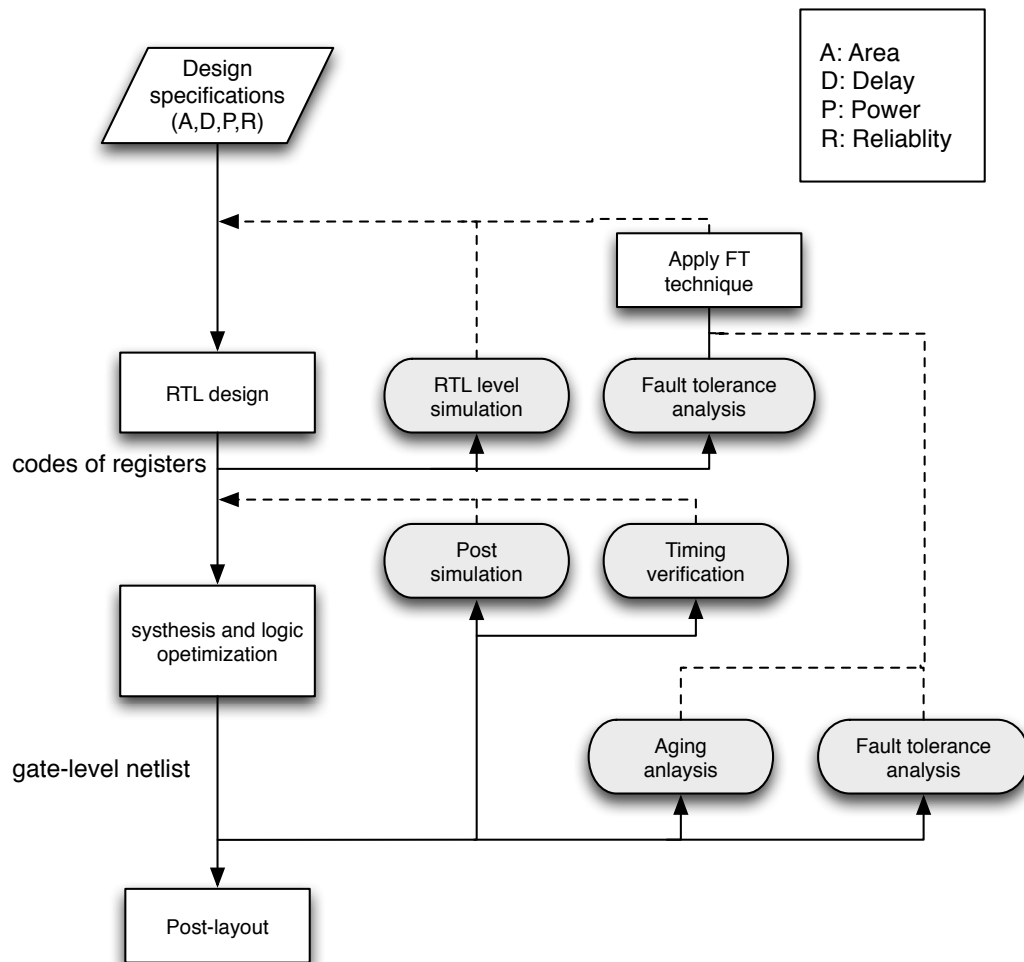 Design
specifications
(A,D,P,R)
A: Area
D: Delay
P: Power
R: Reliablity
Apply FT
technique
RTL design
RTL level
simulation
Fault tolerance
analysis
codes of registers
Post
simulation
Timing
verification
systhesis and logic
opetimization
Aging
anlaysis
Fault tolerance
analysis
gate-level netlist
Post-layout